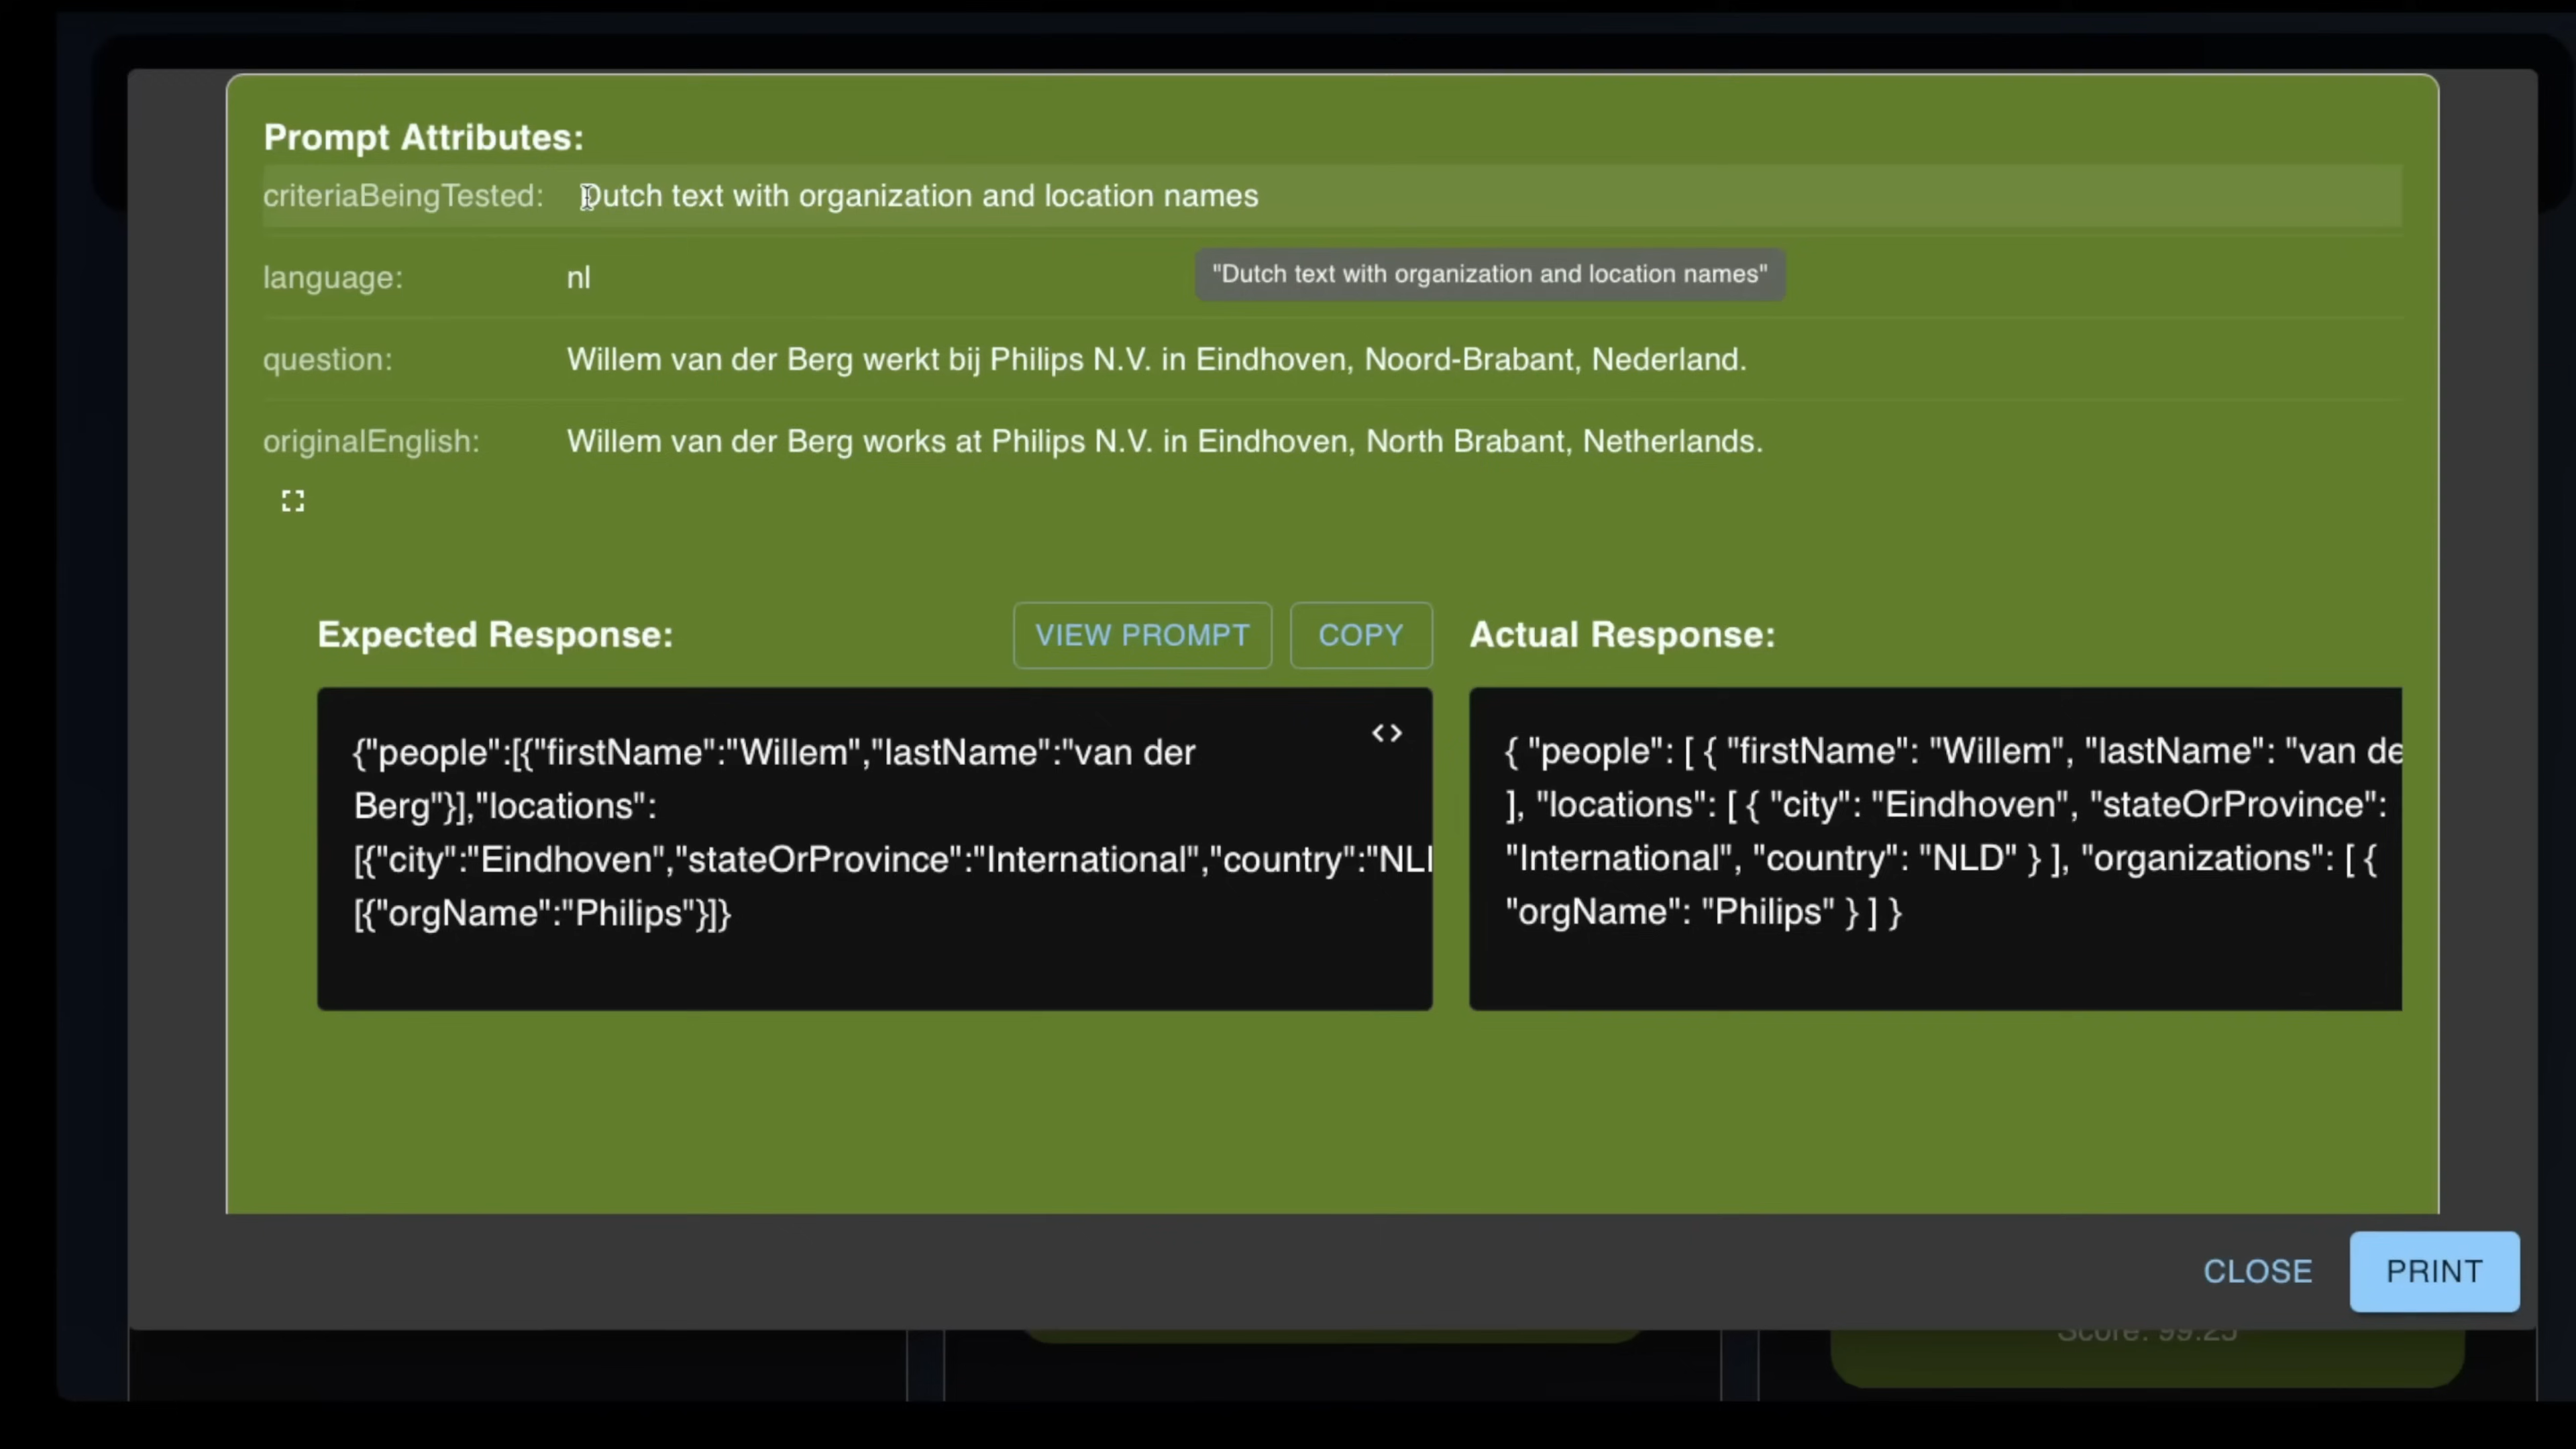 Prompt Attributes:
criteriaBeingTested: Dutch text with organization and location names
language: nl
"Dutch text with organization and location names"
question: Willem van der Berg werkt bij Philips N.V. in Eindhoven, Noord-Brabant, Nederland.
originalEnglish: Willem van der Berg works at Philips N.V. in Eindhoven, North Brabant, Netherlands.
Expected Response:
VIEW PROMPT
COPY
{"people":[{"firstName":"Willem","lastName":"van der
Berg"}],"locations":
[{"city":"Eindhoven","stateOrProvince":"International","country":"NL
[{"orgName":"Philips"}]}
Actual Response:
{ "people": [ { "firstName": "Willem", "lastName": "van de
], "locations": [ { "city": "Eindhoven", "stateOrProvince":
"International", "country": "NLD" } ], "organizations": [ {
"orgName": "Philips" } ] }
CLOSE
PRINT
Score: 99.25